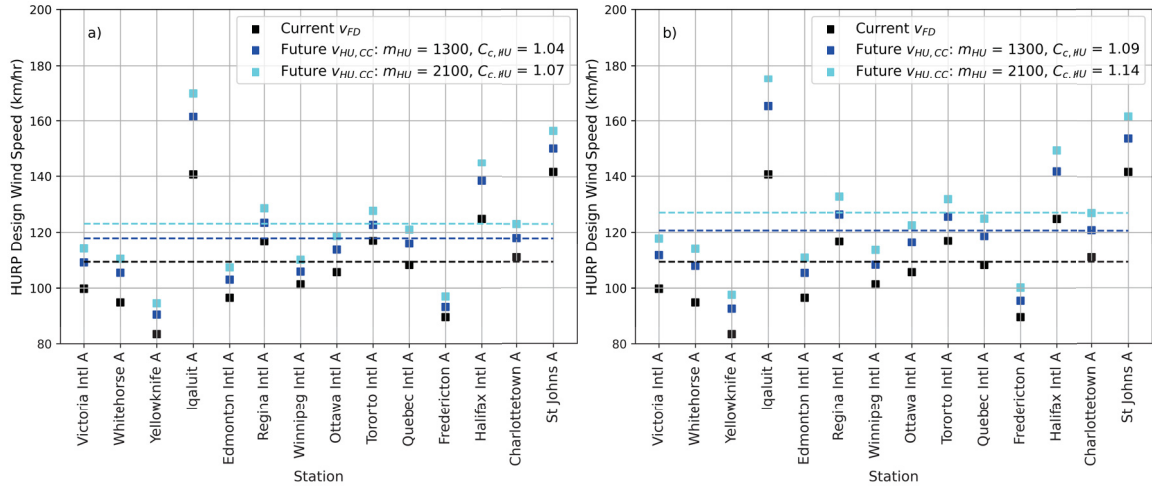 a)
Current v_FD
Future v_HU,CC: m_HU = 1300, C_c,HU = 1.04
Future v_HU.CC: m_HU = 2100, C_c,HU = 1.07
HURP Design Wind Speed (km/hr)
200
180
160
140
120
100
80
Victoria Intl A
Whitehorse A
Yellowknife A
Iqaluit A
Edmonton Intl A
Regina Intl A
Winnipeg Intl A
Ottawa Intl A
Tororto Intl A
Quebec Intl A
Fredericton A
Halifax Intl A
Charlottetown A
St Johns A
Station
b)
Current v_FD
Future v_HU,CC: m_HU = 1300, C_c,HU = 1.09
Future v_HU.CC: m_HU = 2100, C_c,HU = 1.14
HURP Design Wind Speed (km/hr)
200
180
160
140
120
100
80
Victoria Intl A
Whitehorse A
Yellowknife A
Iqaluit A
Edmonton Intl A
Regina Intl A
Winnipeg Intl A
Ottawa Intl A
Tororto Intl A
Quebec Intl A
Fredericton A
Halifax Intl A
Charlottetown A
St Johns A
Station